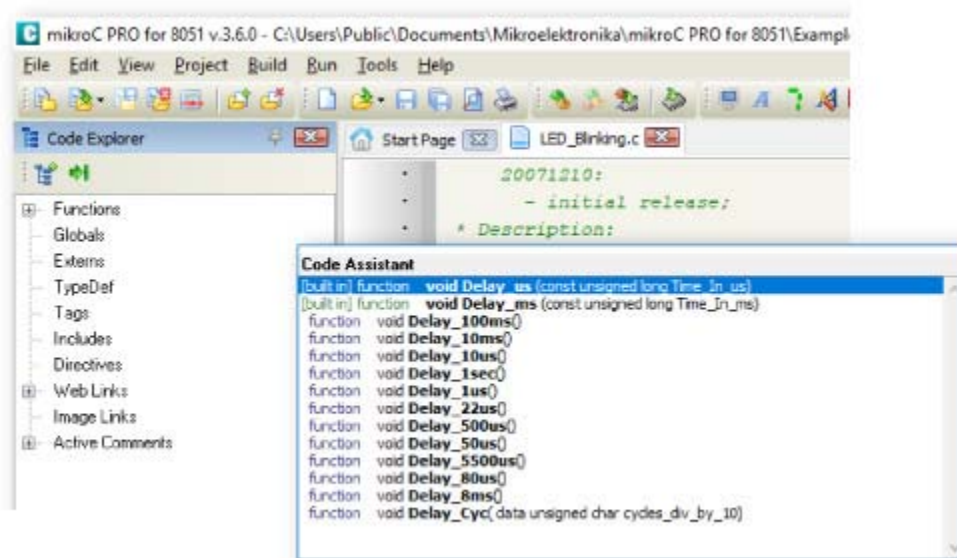 mikroC PRO for 8051 v.3.6.0 - C:\Users\Public\Documents\Mikroelektronika\mikroC PRO for 8051\Exampl
File Edit View Project Build Run Tools Help
Code Explorer
Start Page
LED_Blinking.c
20071210:
- initial release;
* Description:
Functions
Globals
Externs
TypeDef
Tags
Includes
Directives
Web Links
Image Links
Active Comments
Code Assistant
[built in] function void Delay_us (const unsigned long Time_In_us)
[built in] function void Delay_ms (const unsigned long Time_In_ms)
function void Delay_100ms()
function void Delay_10ms()
function void Delay_10us()
function void Delay_1sec()
function void Delay_1us()
function void Delay_22us()
function void Delay_500us()
function void Delay_50us()
function void Delay_5500us()
function void Delay_80us()
function void Delay_8ms()
function void Delay_Cyc( data unsigned char cycles_div_by_10)